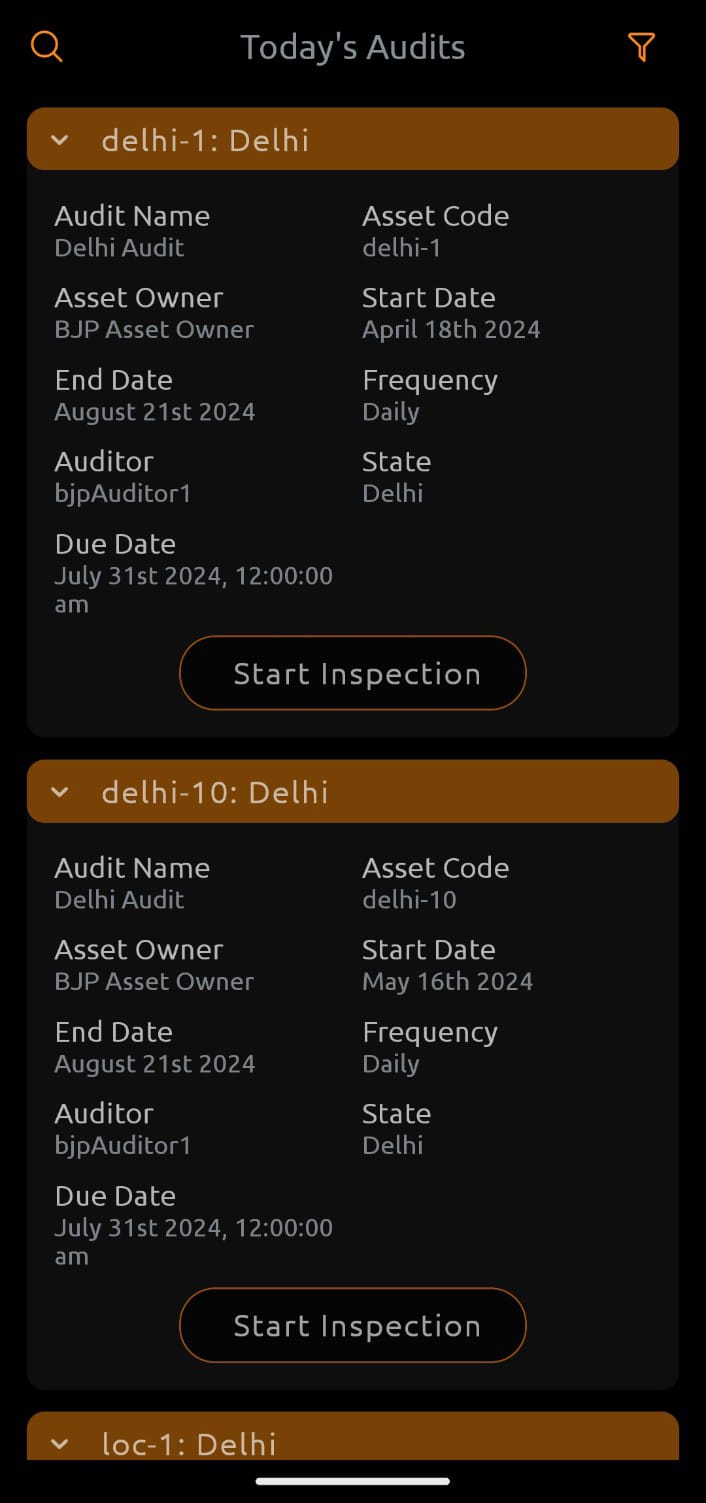 Today's Audits
delhi-1: Delhi
Audit Name Asset Code
Delhi Audit delhi-1
Asset Owner Start Date
BJP Asset Owner April 18th 2024
End Date Frequency
August 21st 2024 Daily
Auditor State
bjpAuditor1 Delhi
Due Date
July 31st 2024, 12:00:00
am
Start Inspection
delhi-10: Delhi
Audit Name Asset Code
Delhi Audit delhi-10
Asset Owner Start Date
BJP Asset Owner May 16th 2024
End Date Frequency
August 21st 2024 Daily
Auditor State
bjpAuditor1 Delhi
Due Date
July 31st 2024, 12:00:00
am
Start Inspection
loc-1: Delhi